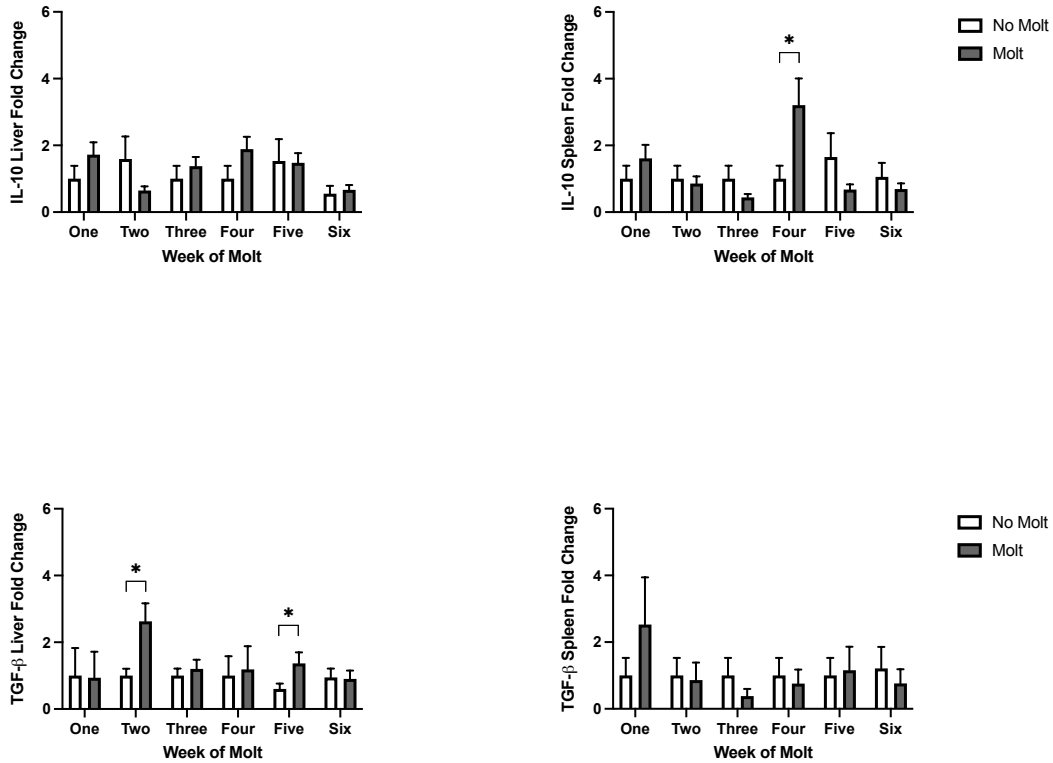 IL-10 Liver Fold Change
6
4
2
0
One Two Three Four Five Six
Week of Molt
IL-10 Spleen Fold Change
6
4
2
0
*
One Two Three Four Five Six
Week of Molt
No Molt
Molt
TGF-β Liver Fold Change
6
4
2
0
*
*
One Two Three Four Five Six
Week of Molt
TGF-β Spleen Fold Change
6
4
2
0
One Two Three Four Five Six
Week of Molt
No Molt
Molt